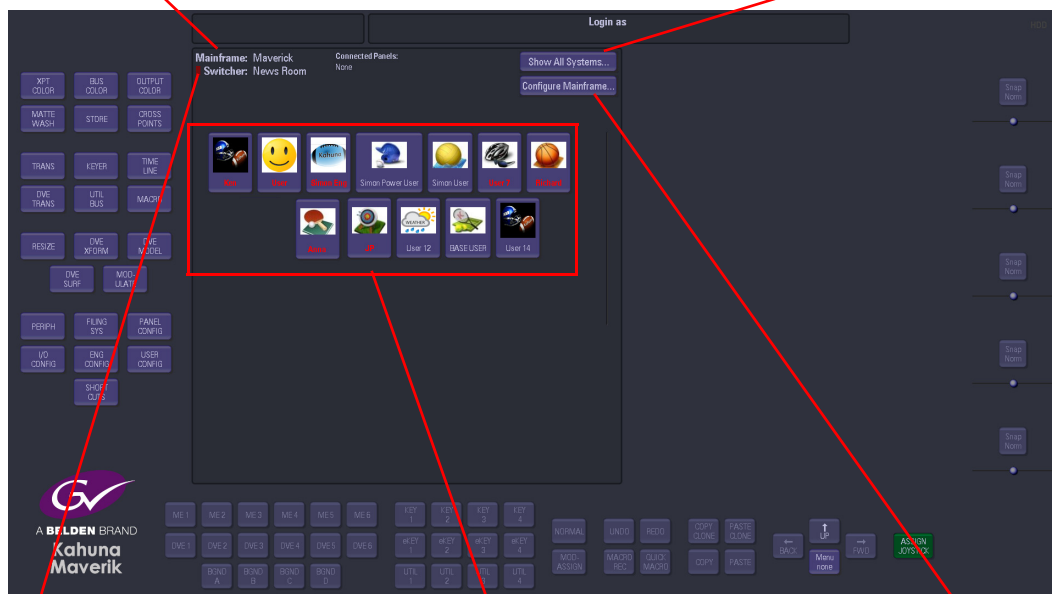 Login as
HDD
Mainframe: Maverick
Switcher: News Room
Connected Panels:
None
Show All Systems...
Configure Mainframe...
XPT COLOR
BUS COLOR
OUTPUT COLOR
MATTE WASH
STORE
CROSS POINTS
TRANS
KEYER
TIME LINE
DVE TRANS
UTIL BUS
MACRO
RESIZE
DVE XFORM
DVE MODEL
DVE SURF
MOD- ULATE
PERIPH
FILING SYS
PANEL CONFIG
I/O CONFIG
ENG CONFIG
USER CONFIG
SHORT CUTS
Kahuna
Simon Power User
Simon User
WEATHER
User 12
BASE USER
User 14
Snap Norm
Snap Norm
Snap Norm
Snap Norm
Snap Norm
GV
A BELDEN BRAND
Kahuna
Maverik
ME 1
ME 2
ME 3
ME 4
ME 5
ME 6
KEY 1
KEY 2
KEY 3
KEY 4
DVE 1
DVE 2
DVE 3
DVE 4
DVE 5
DVE 6
eKEY 1
eKEY 2
eKEY 3
eKEY 4
BGND A
BGND B
BGND C
BGND D
UTIL 1
UTIL 2
UTIL 3
UTIL 4
NORMAL
UNDO
REDO
COPY CLONE
PASTE CLONE
MOD- ASSIGN
MACRO REC
QUICK MACRO
COPY
PASTE
BACK
UP
FWD
Menu none
ASSIGN JOYSTICK